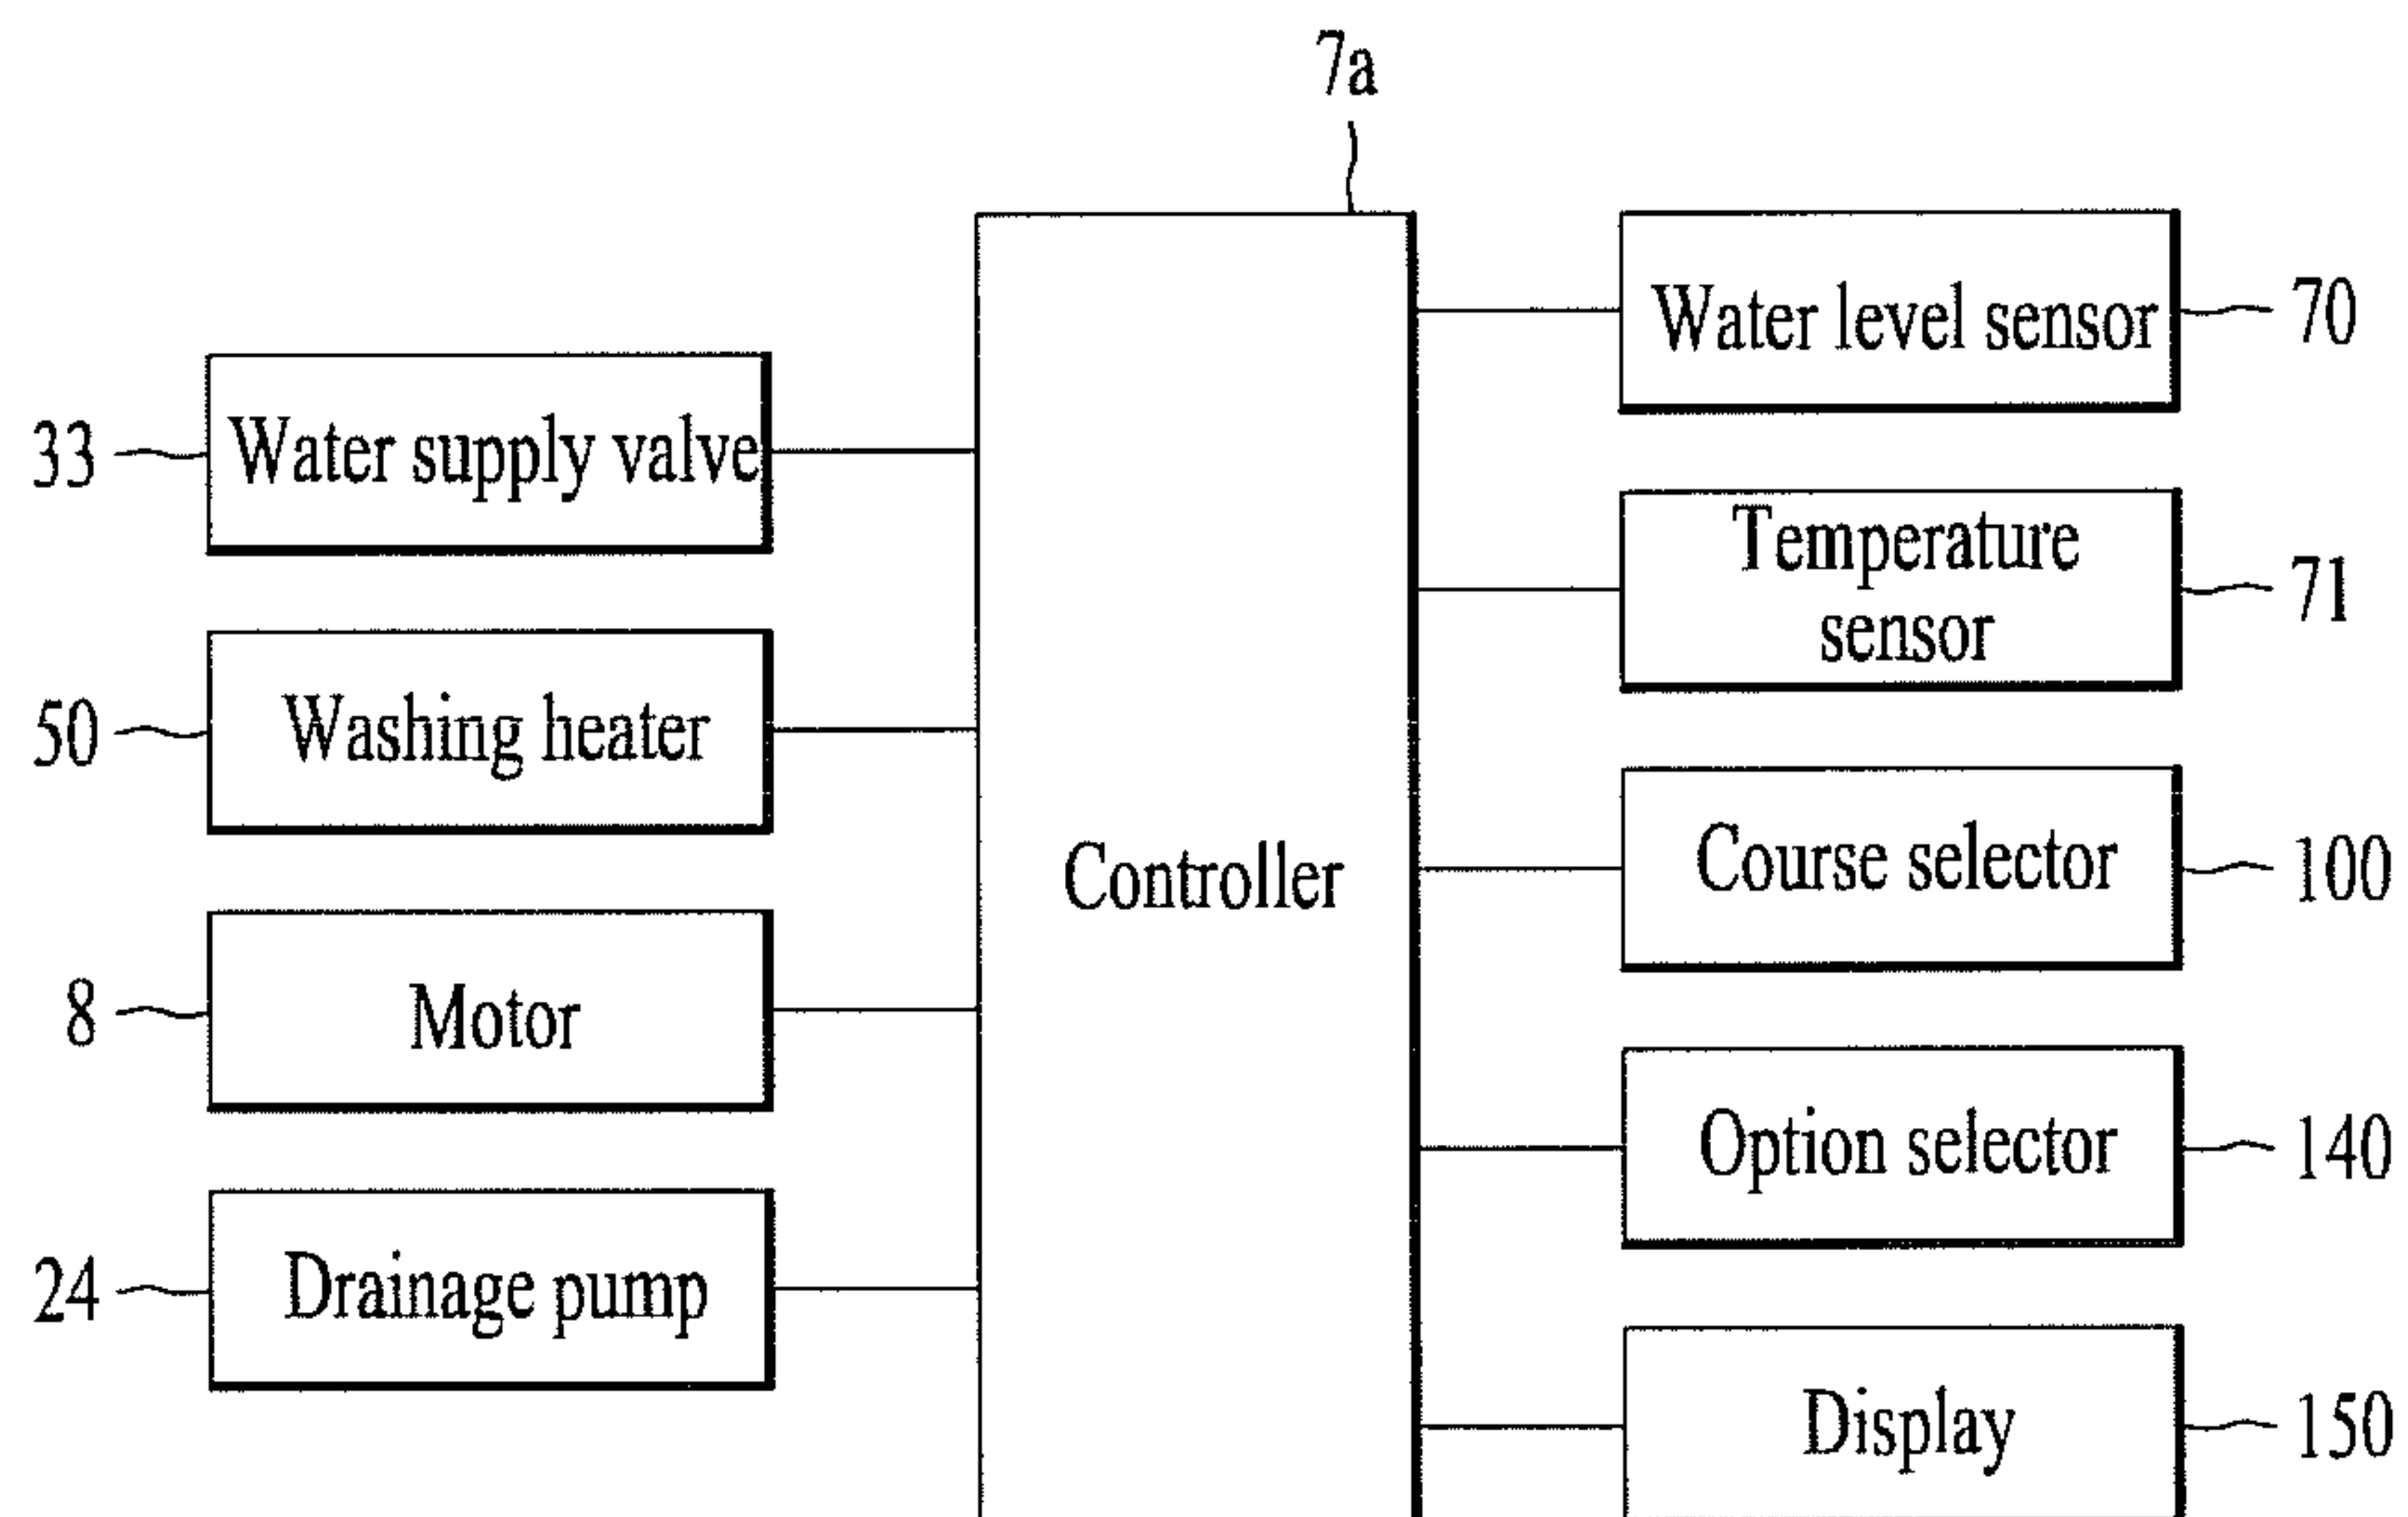 7a
33
Water supply valve
50
Washing heater
8
Motor
24
Drainage pump
Controller
Water level sensor
70
Temperature
sensor
71
Course selector
100
Option selector
140
Display
150